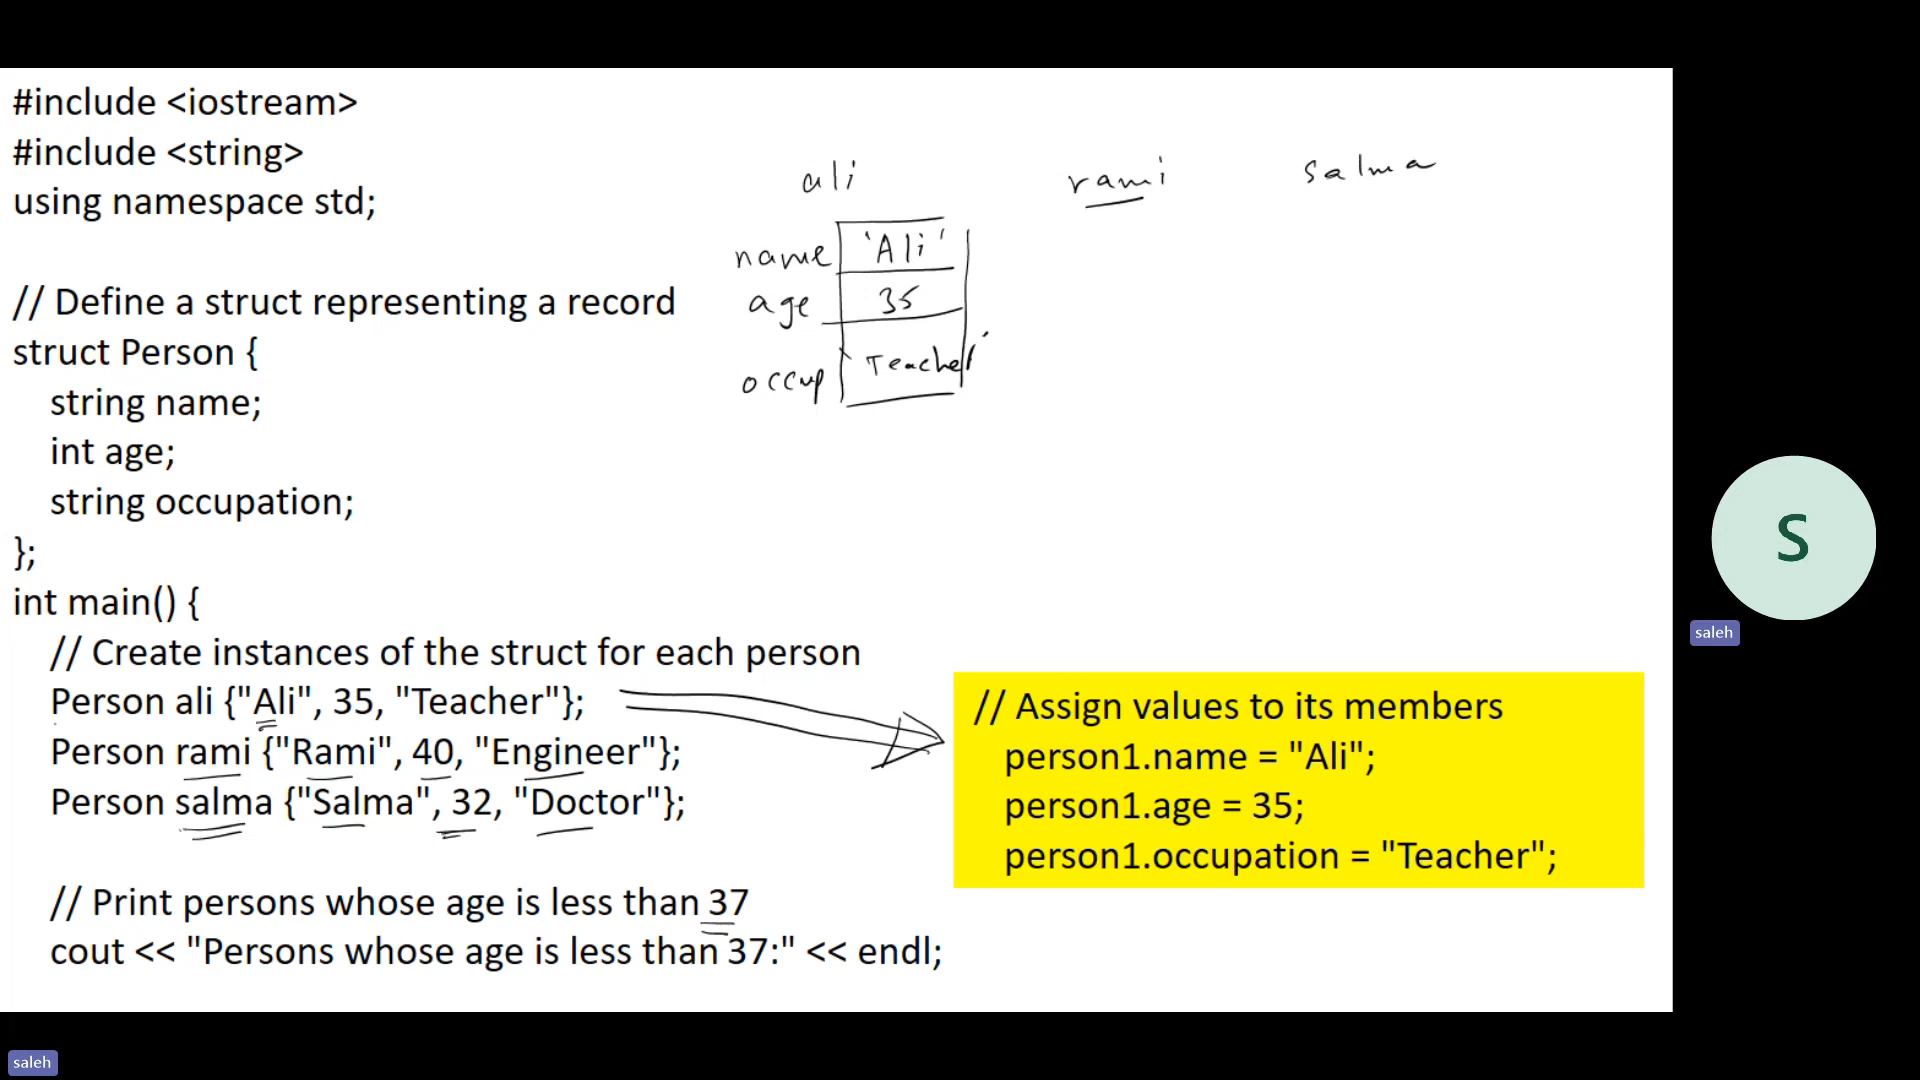 #include <iostream>
#include <string>
using namespace std;
// Define a struct representing a record
struct Person {
string name;
int age;
string occupation;
};
int main() {
// Create instances of the struct for each person
Person ali {"Ali", 35, "Teacher"};
Person rami {"Rami", 40, "Engineer"};
Person salma {"Salma", 32, "Doctor"};
// Print persons whose age is less than 37
cout << "Persons whose age is less than 37:" << endl;
ali rami salma
name 'Ali'
age 35
occup 'Teacher'
// Assign values to its members
person1.name = "Ali";
person1.age = 35;
person1.occupation = "Teacher";
S
saleh
saleh